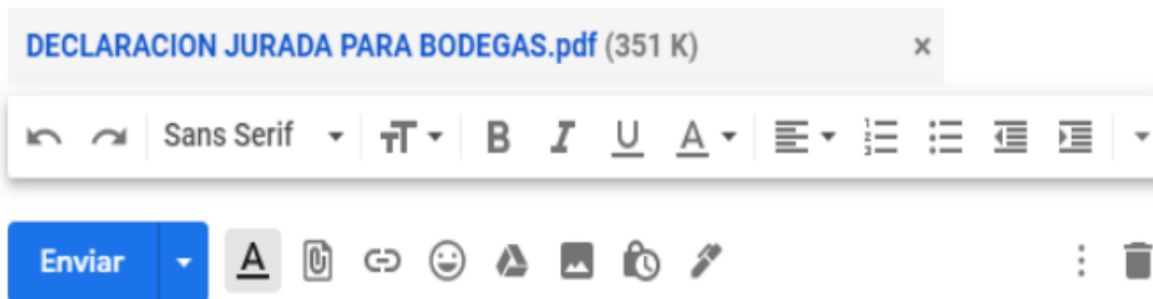 DECLARACION JURADA PARA BODEGAS.pdf (351 K)
Sans Serif
Enviar